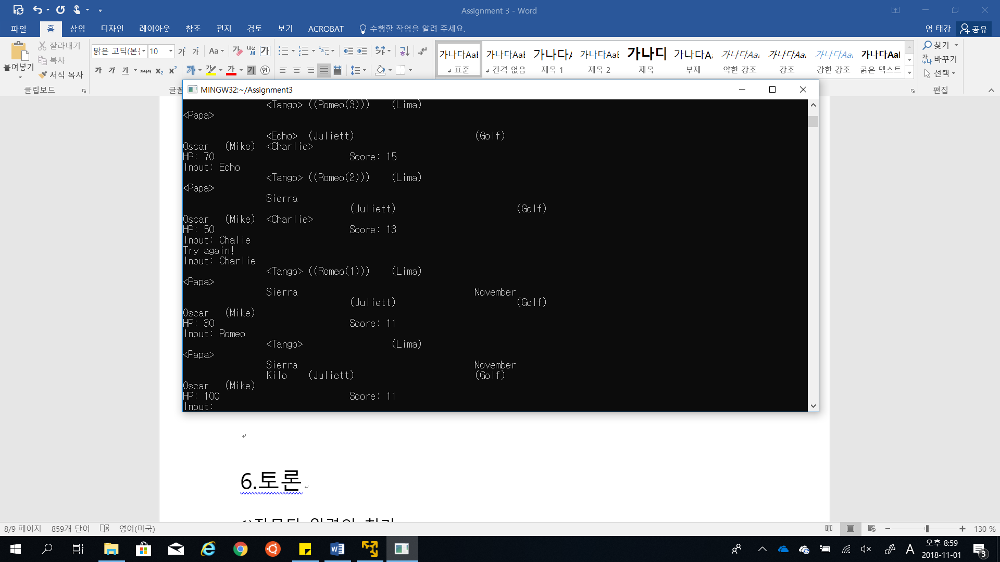 Assignment 3 - Word
파일 홈 삽입 디자인 레이아웃 참조 편지 검토 보기 ACROBAT 수행할 작업을 알려 주세요. 엄 태강 공유
붙여넣기
잘라내기
복사
서식 복사
클립보드
맑은 고딕(본 10
가나다AaB 표준
가나다AaB 간격 없음
가나다 제목 1
가나다AaB 제목 2
가나다 제목
가나다A 부제
가나다Aa 약한 강조
가나다Aa 강조
가나다Aa 강한 강조
가나다Aa 굵은 텍스트
찾기
바꾸기
선택
편집
MINGW32:~/Assignment3
<Tango> ((Romeo(3))) (Lima)
<Papa>
<Echo> (Juliett) (Golf)
Oscar (Mike) <Charlie>
HP: 70 Score: 15
Input: Echo
<Tango> ((Romeo(2))) (Lima)
<Papa>
Sierra
(Juliett) (Golf)
Oscar (Mike) <Charlie>
HP: 50 Score: 13
Input: Chalie
Try again!
Input: Charlie
<Tango> ((Romeo(1))) (Lima)
<Papa>
Sierra November
(Juliett) (Golf)
Oscar (Mike)
HP: 30 Score: 11
Input: Romeo
<Tango> (Lima)
<Papa>
Sierra November
Kilo (Juliett) (Golf)
Oscar (Mike)
HP: 100 Score: 11
Input:
6.토론
8/9 페이지 859개 단어 영어(미국) 130 %
A 오후 8:59
2018-11-01
3